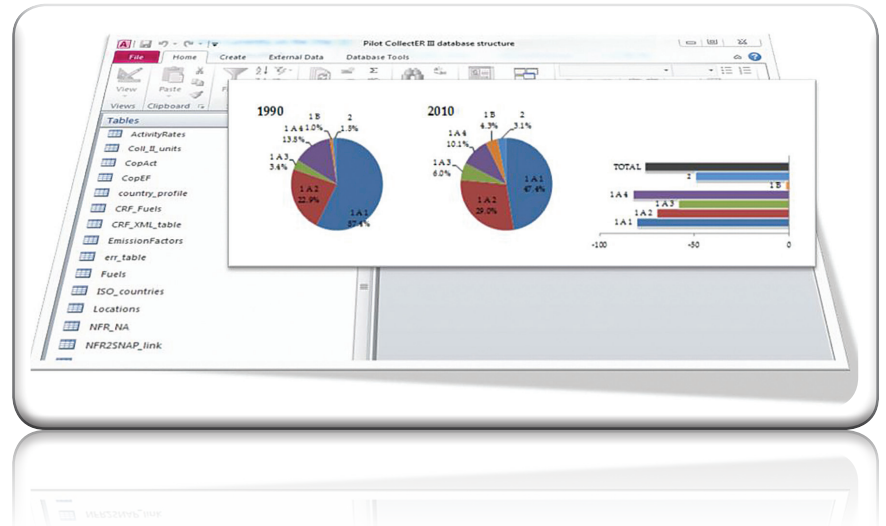 Pilot CollectER III database structure
File Home Create External Data Database Tools
View Paste
Views Clipboard
Tables
ActivityRates
Coll_II_units
CopAct
CopEF
country_profile
CRF_Fuels
CRF_XML_table
EmissionFactors
err_table
Fuels
ISO_countries
Locations
NFR_NA
NFR2SNAP_link
1990
1 B
1.0%
2
1.5%
1 A 4
13.8%
1 A 3
3.4%
1 A 2
22.9%
1 A 1
57.4%
2010
1 B
4.3%
2
3.1%
1 A 4
10.1%
1 A 3
6.0%
1 A 2
29.0%
1 A 1
47.4%
TOTAL
2
1 B
1 A 4
1 A 3
1 A 2
1 A 1
-100 -50 0